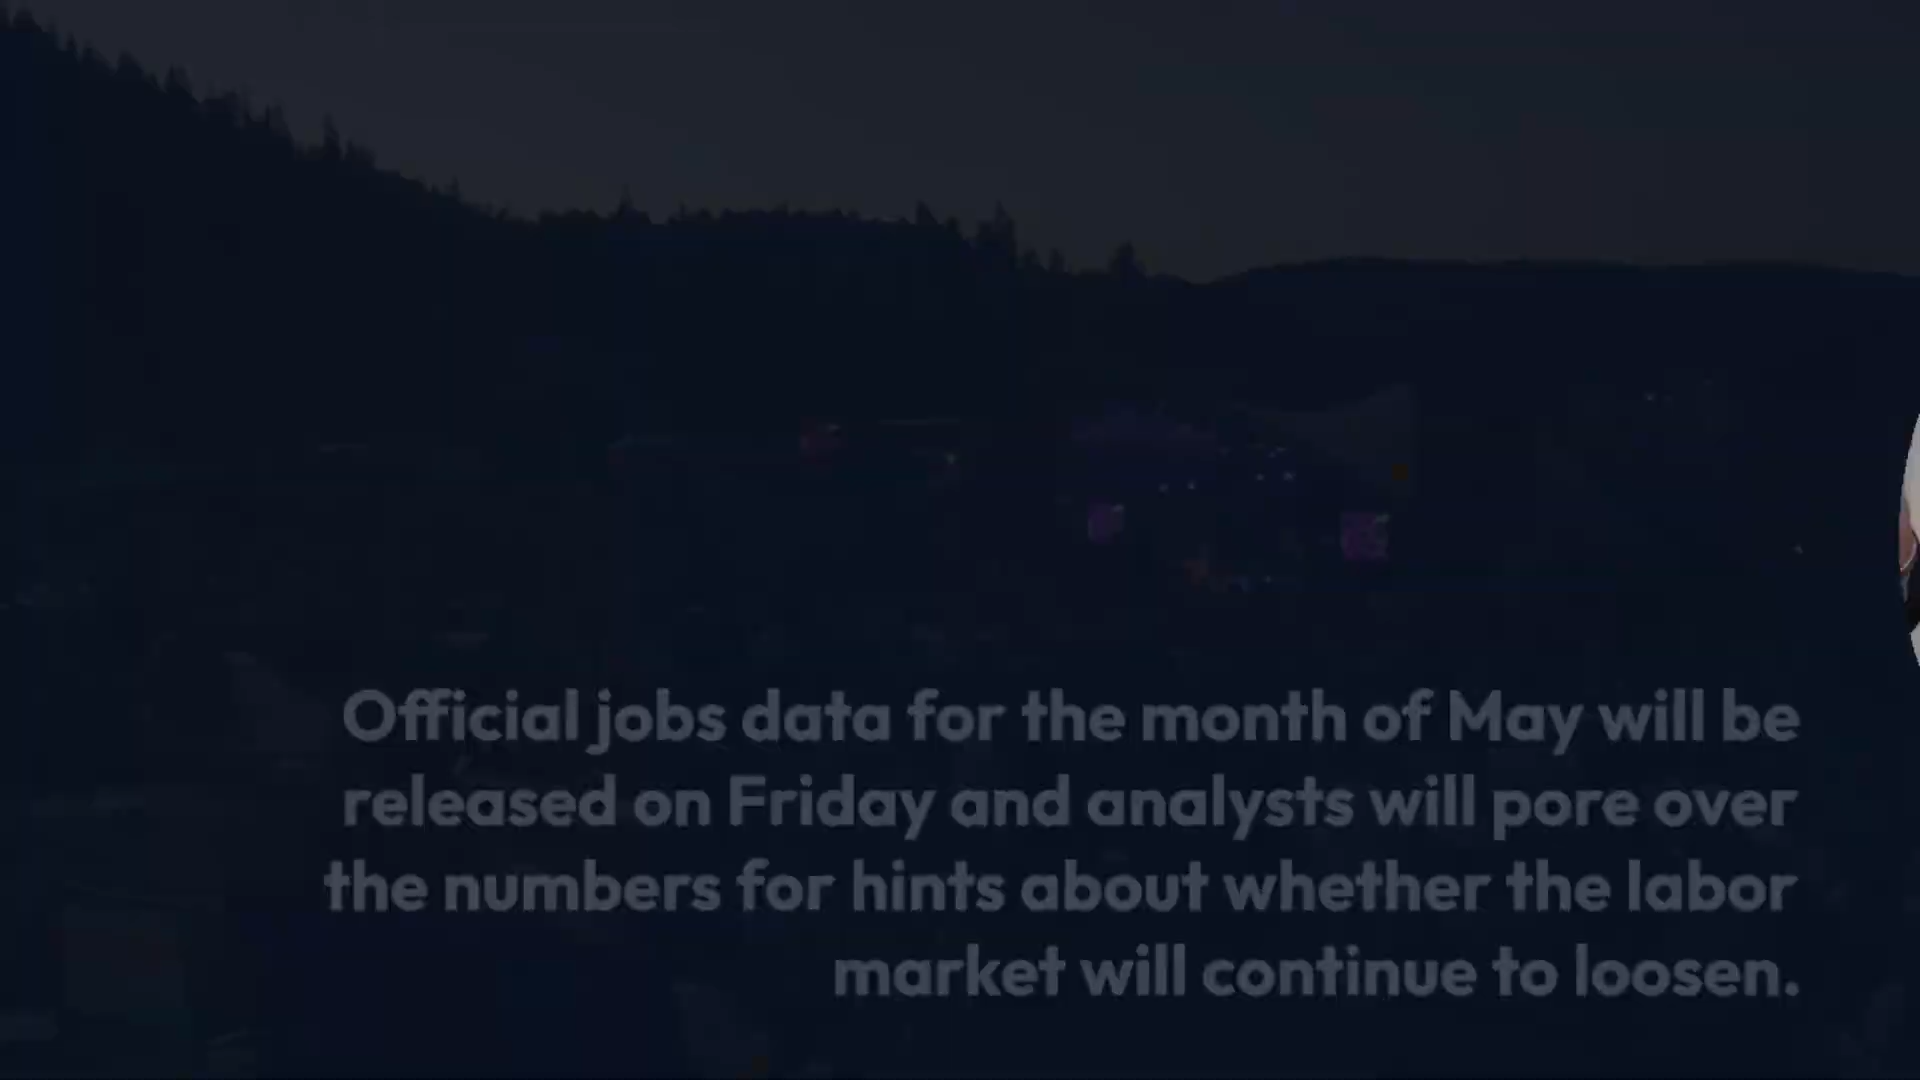 Official jobs data for the month of May will be
released on Friday and analysts will pore over
the numbers for hints about whether the labor
market will continue to loosen.